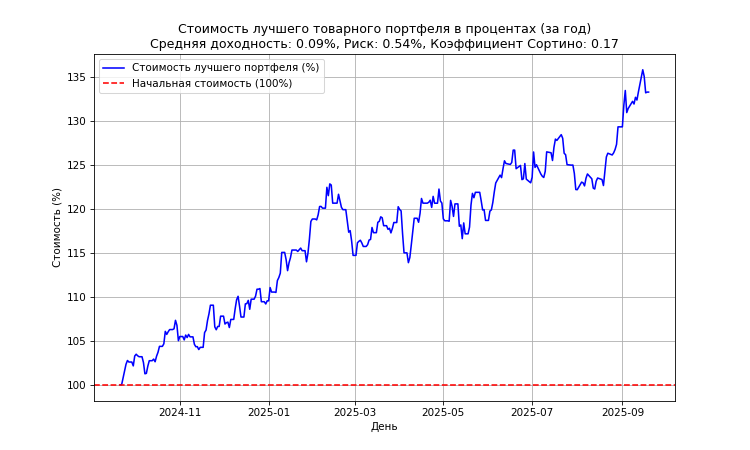 Стоимость лучшего товарного портфеля в процентах (за год)
Средняя доходность: 0.09%, Риск: 0.54%, Коэффициент Сортино: 0.17
Стоимость лучшего портфеля (%)
Начальная стоимость (100%)
Стоимость (%)
135
130
125
120
115
110
105
100
2024-11
2025-01
2025-03
2025-05
2025-07
2025-09
День